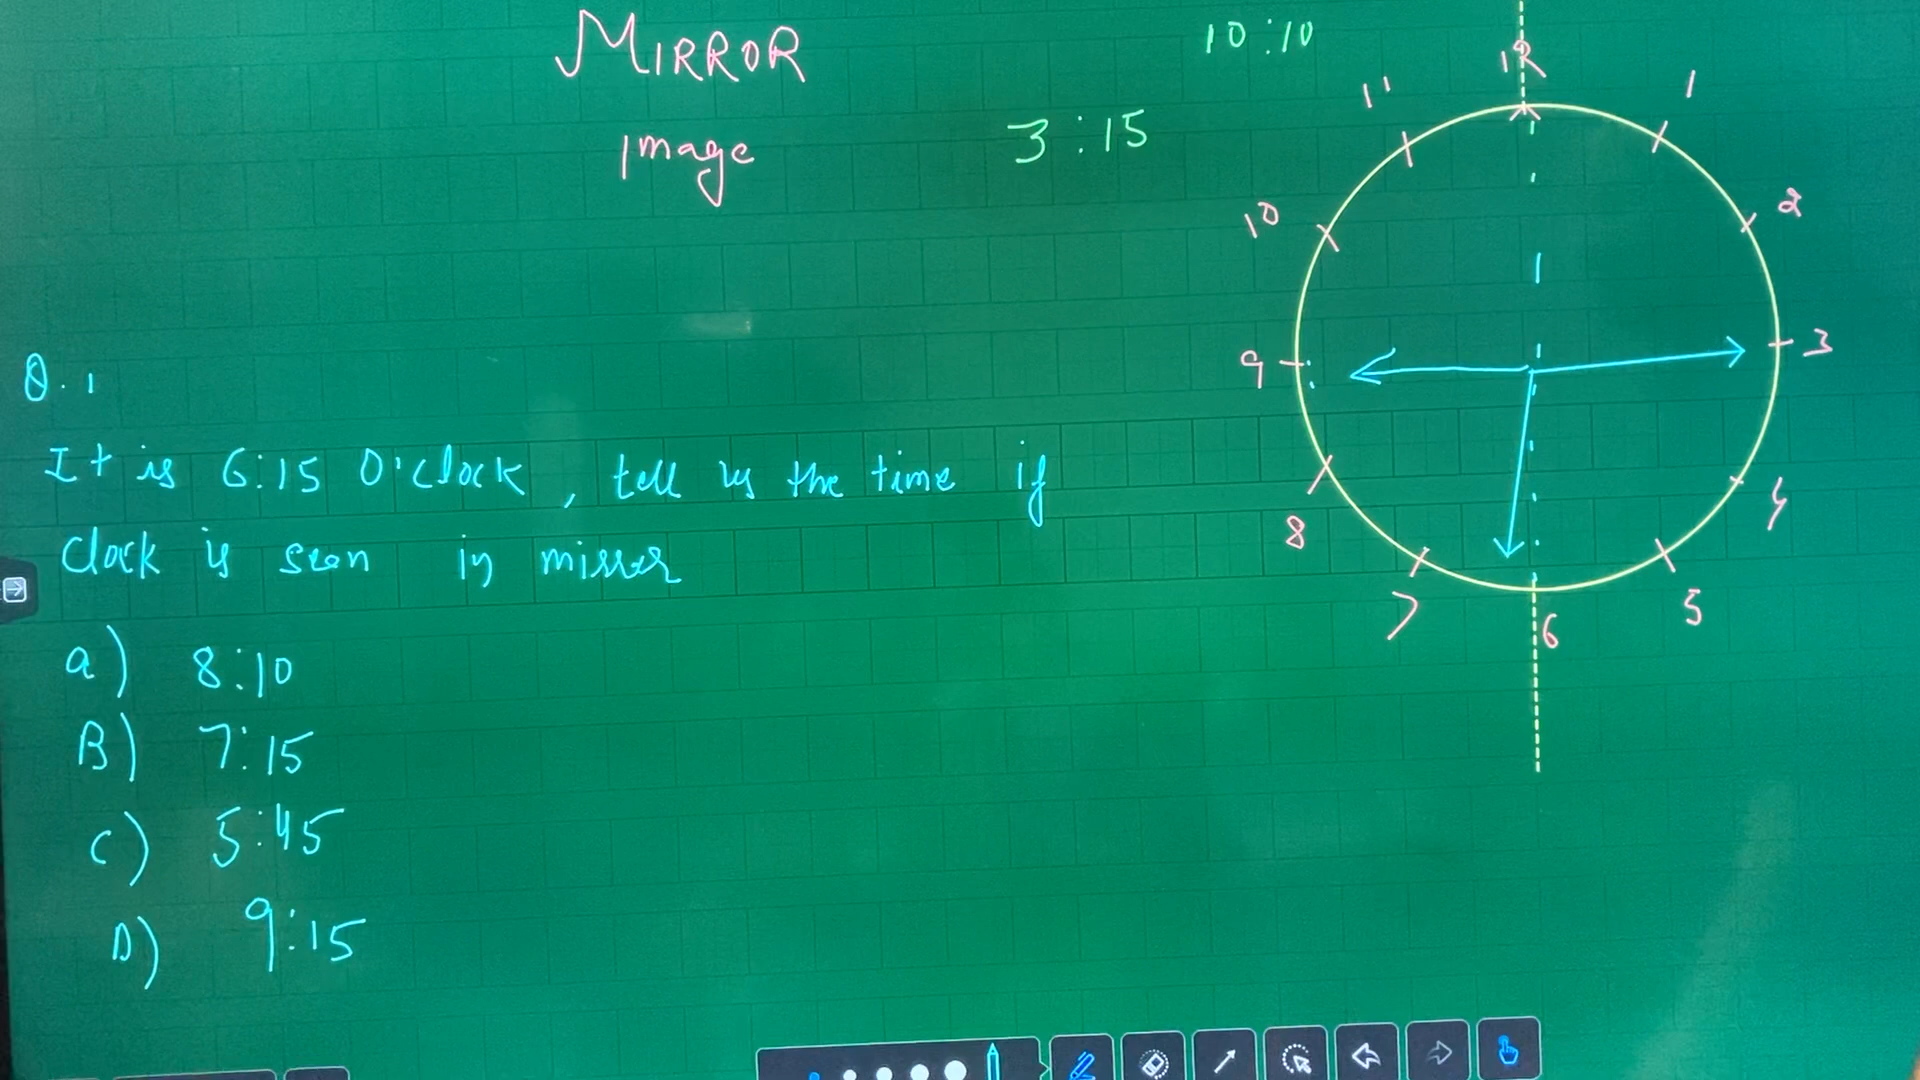 MIRROR
Image
10:10
3:15
12
1
2
3
4
5
6
7
8
9
10
11
Q.1
It is 6:15 O'clock, tell us the time if
Clock is seen in mirror
a) 8:10
B) 7:15
C) 5:45
D) 9:15